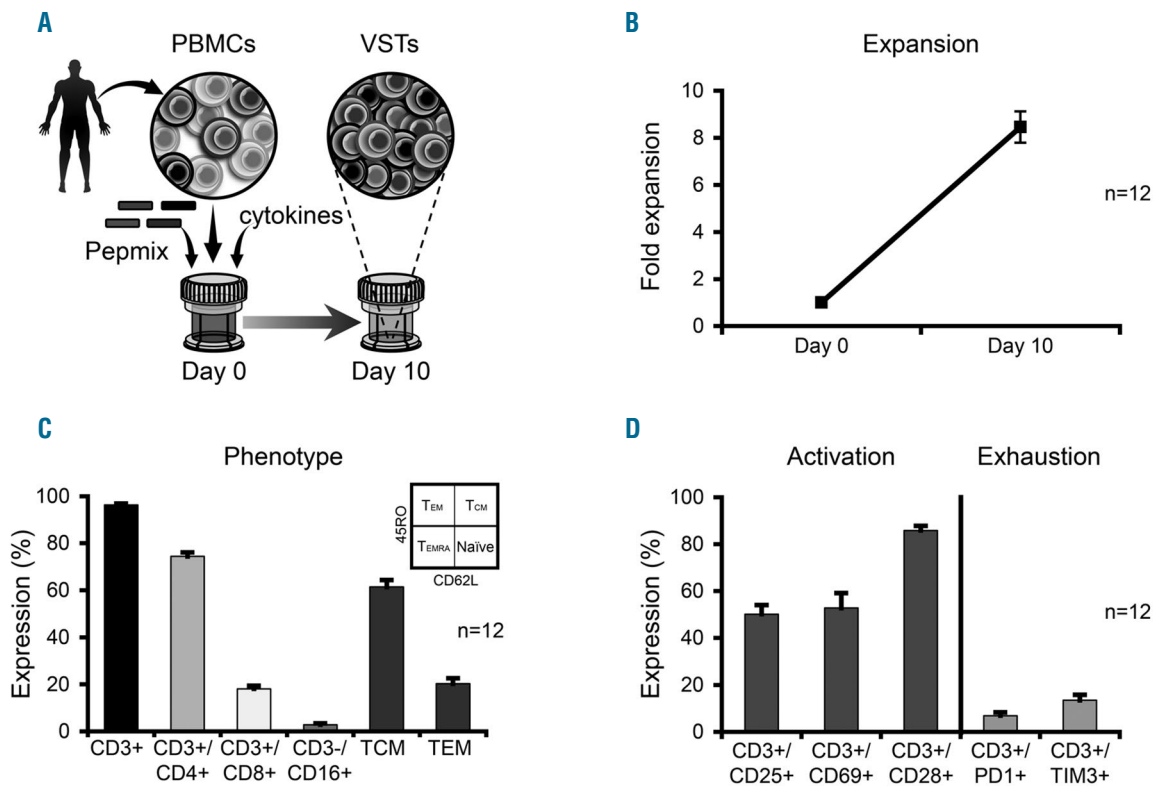 A
PBMCs VSTs
cytokines
Pepmix
Day 0 Day 10
B
Expansion
Fold expansion
10
8
6
4
2
0
Day 0 Day 10
n=12
C
Phenotype
Expression (%)
100
80
60
40
20
0
CD3+ CD3+/ CD3+/ CD3-/ TCM TEM
CD4+ CD8+ CD16+
45RO
TEM TCM
TEMRA Naïve
CD62L
n=12
D
Activation Exhaustion
Expression (%)
100
80
60
40
20
0
CD3+/ CD3+/ CD3+/ CD3+/ CD3+/
CD25+ CD69+ CD28+ PD1+ TIM3+
n=12